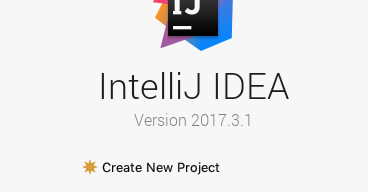 IJ
IntelliJ IDEA
Version 2017.3.1
Create New Project